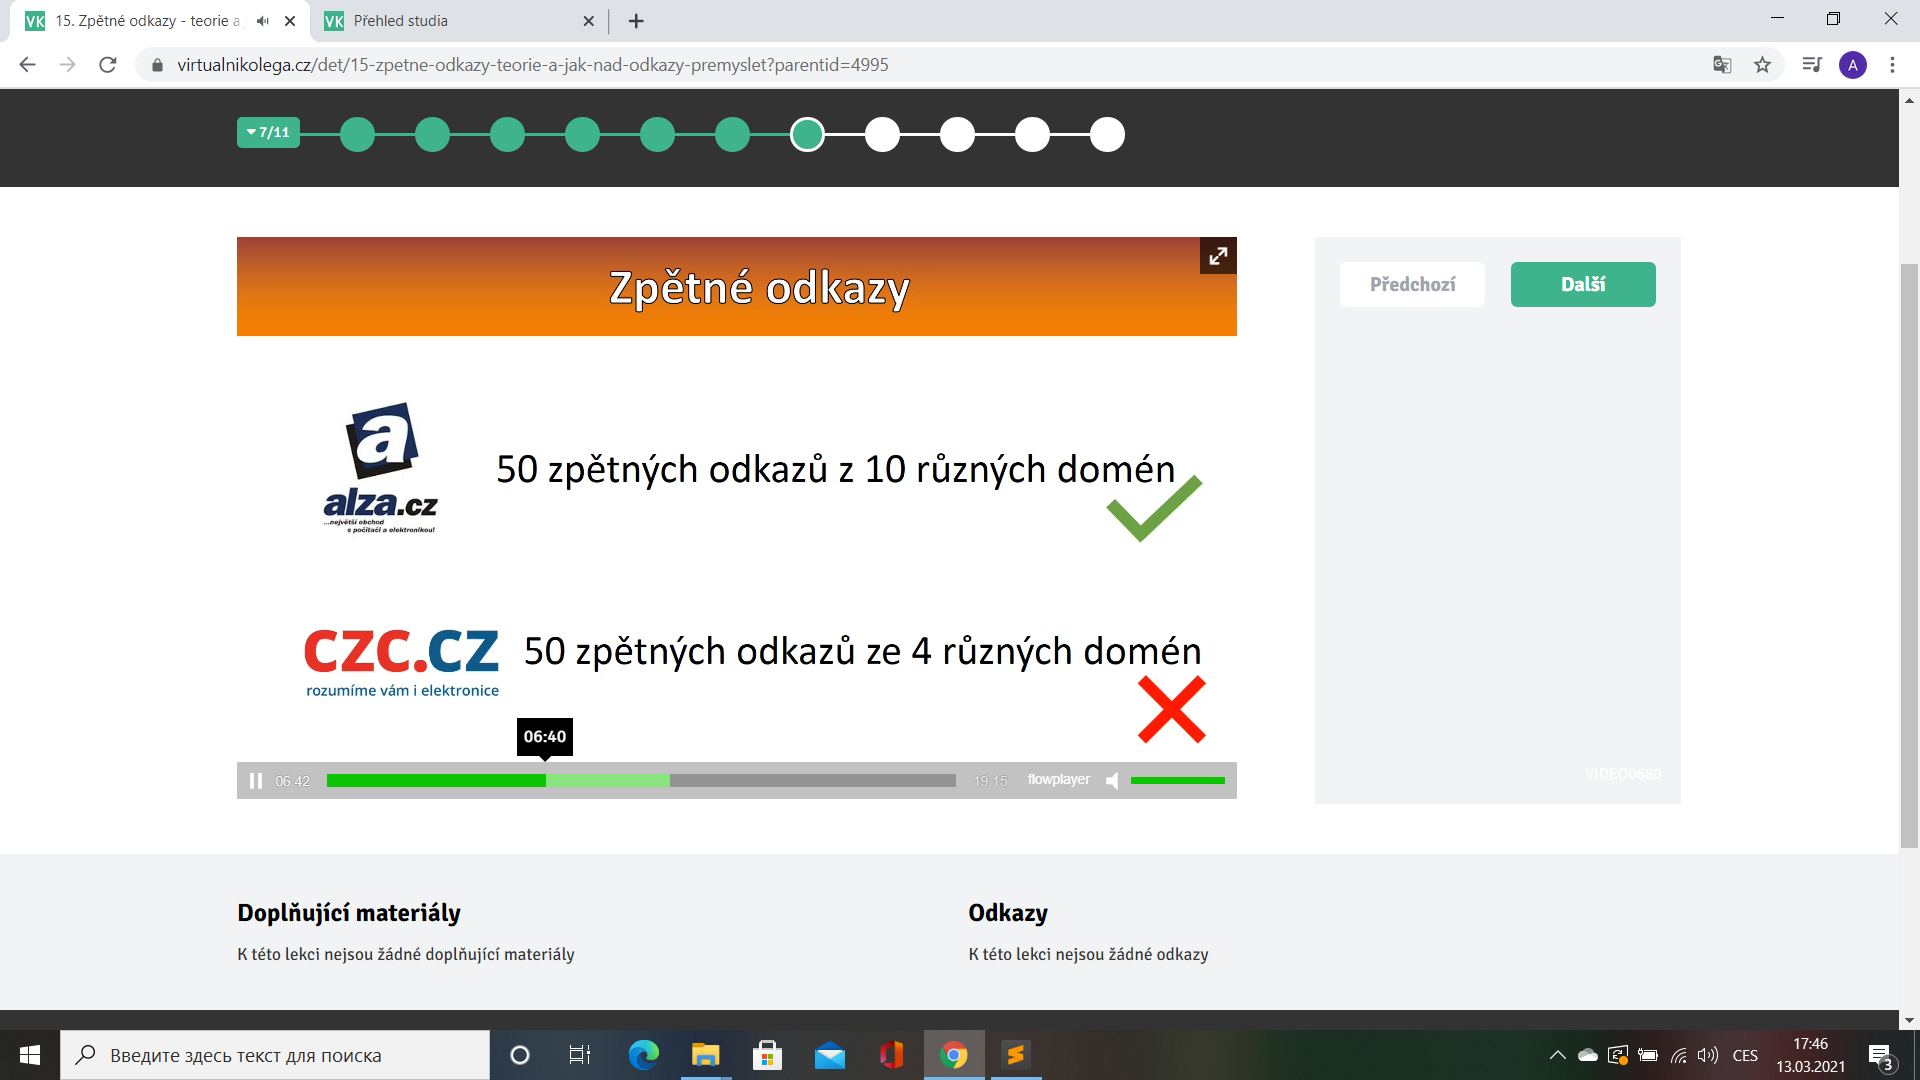 15. Zpětné odkazy - teorie a
Přehled studia
virtualnikolega.cz/det/15-zpetne-odkazy-teorie-a-jak-nad-odkazy-premyslet?parentid=4995
A
7/11
Zpětné odkazy
Předchozí
Další
a
alza.cz
...největší obchod
s počítači a elektronikou!
50 zpětných odkazů z 10 různých domén
czc.cz
rozumíme vám i elektronice
50 zpětných odkazů ze 4 různých domén
06:40
06:42
19:15
flowplayer
VIDEO0680
Doplňující materiály
K této lekci nejsou žádné doplňující materiály
Odkazy
K této lekci nejsou žádné odkazy
Введите здесь текст для поиска
CES
17:46
13.03.2021
3